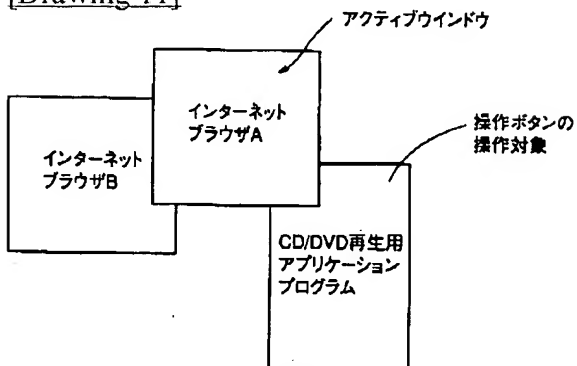 [Drawing 11]
アクティブウインドウ
インターネット
ブラウザA
インターネット
ブラウザB
操作ボタンの
操作対象
CD/DVD再生用
アプリケーション
プログラム